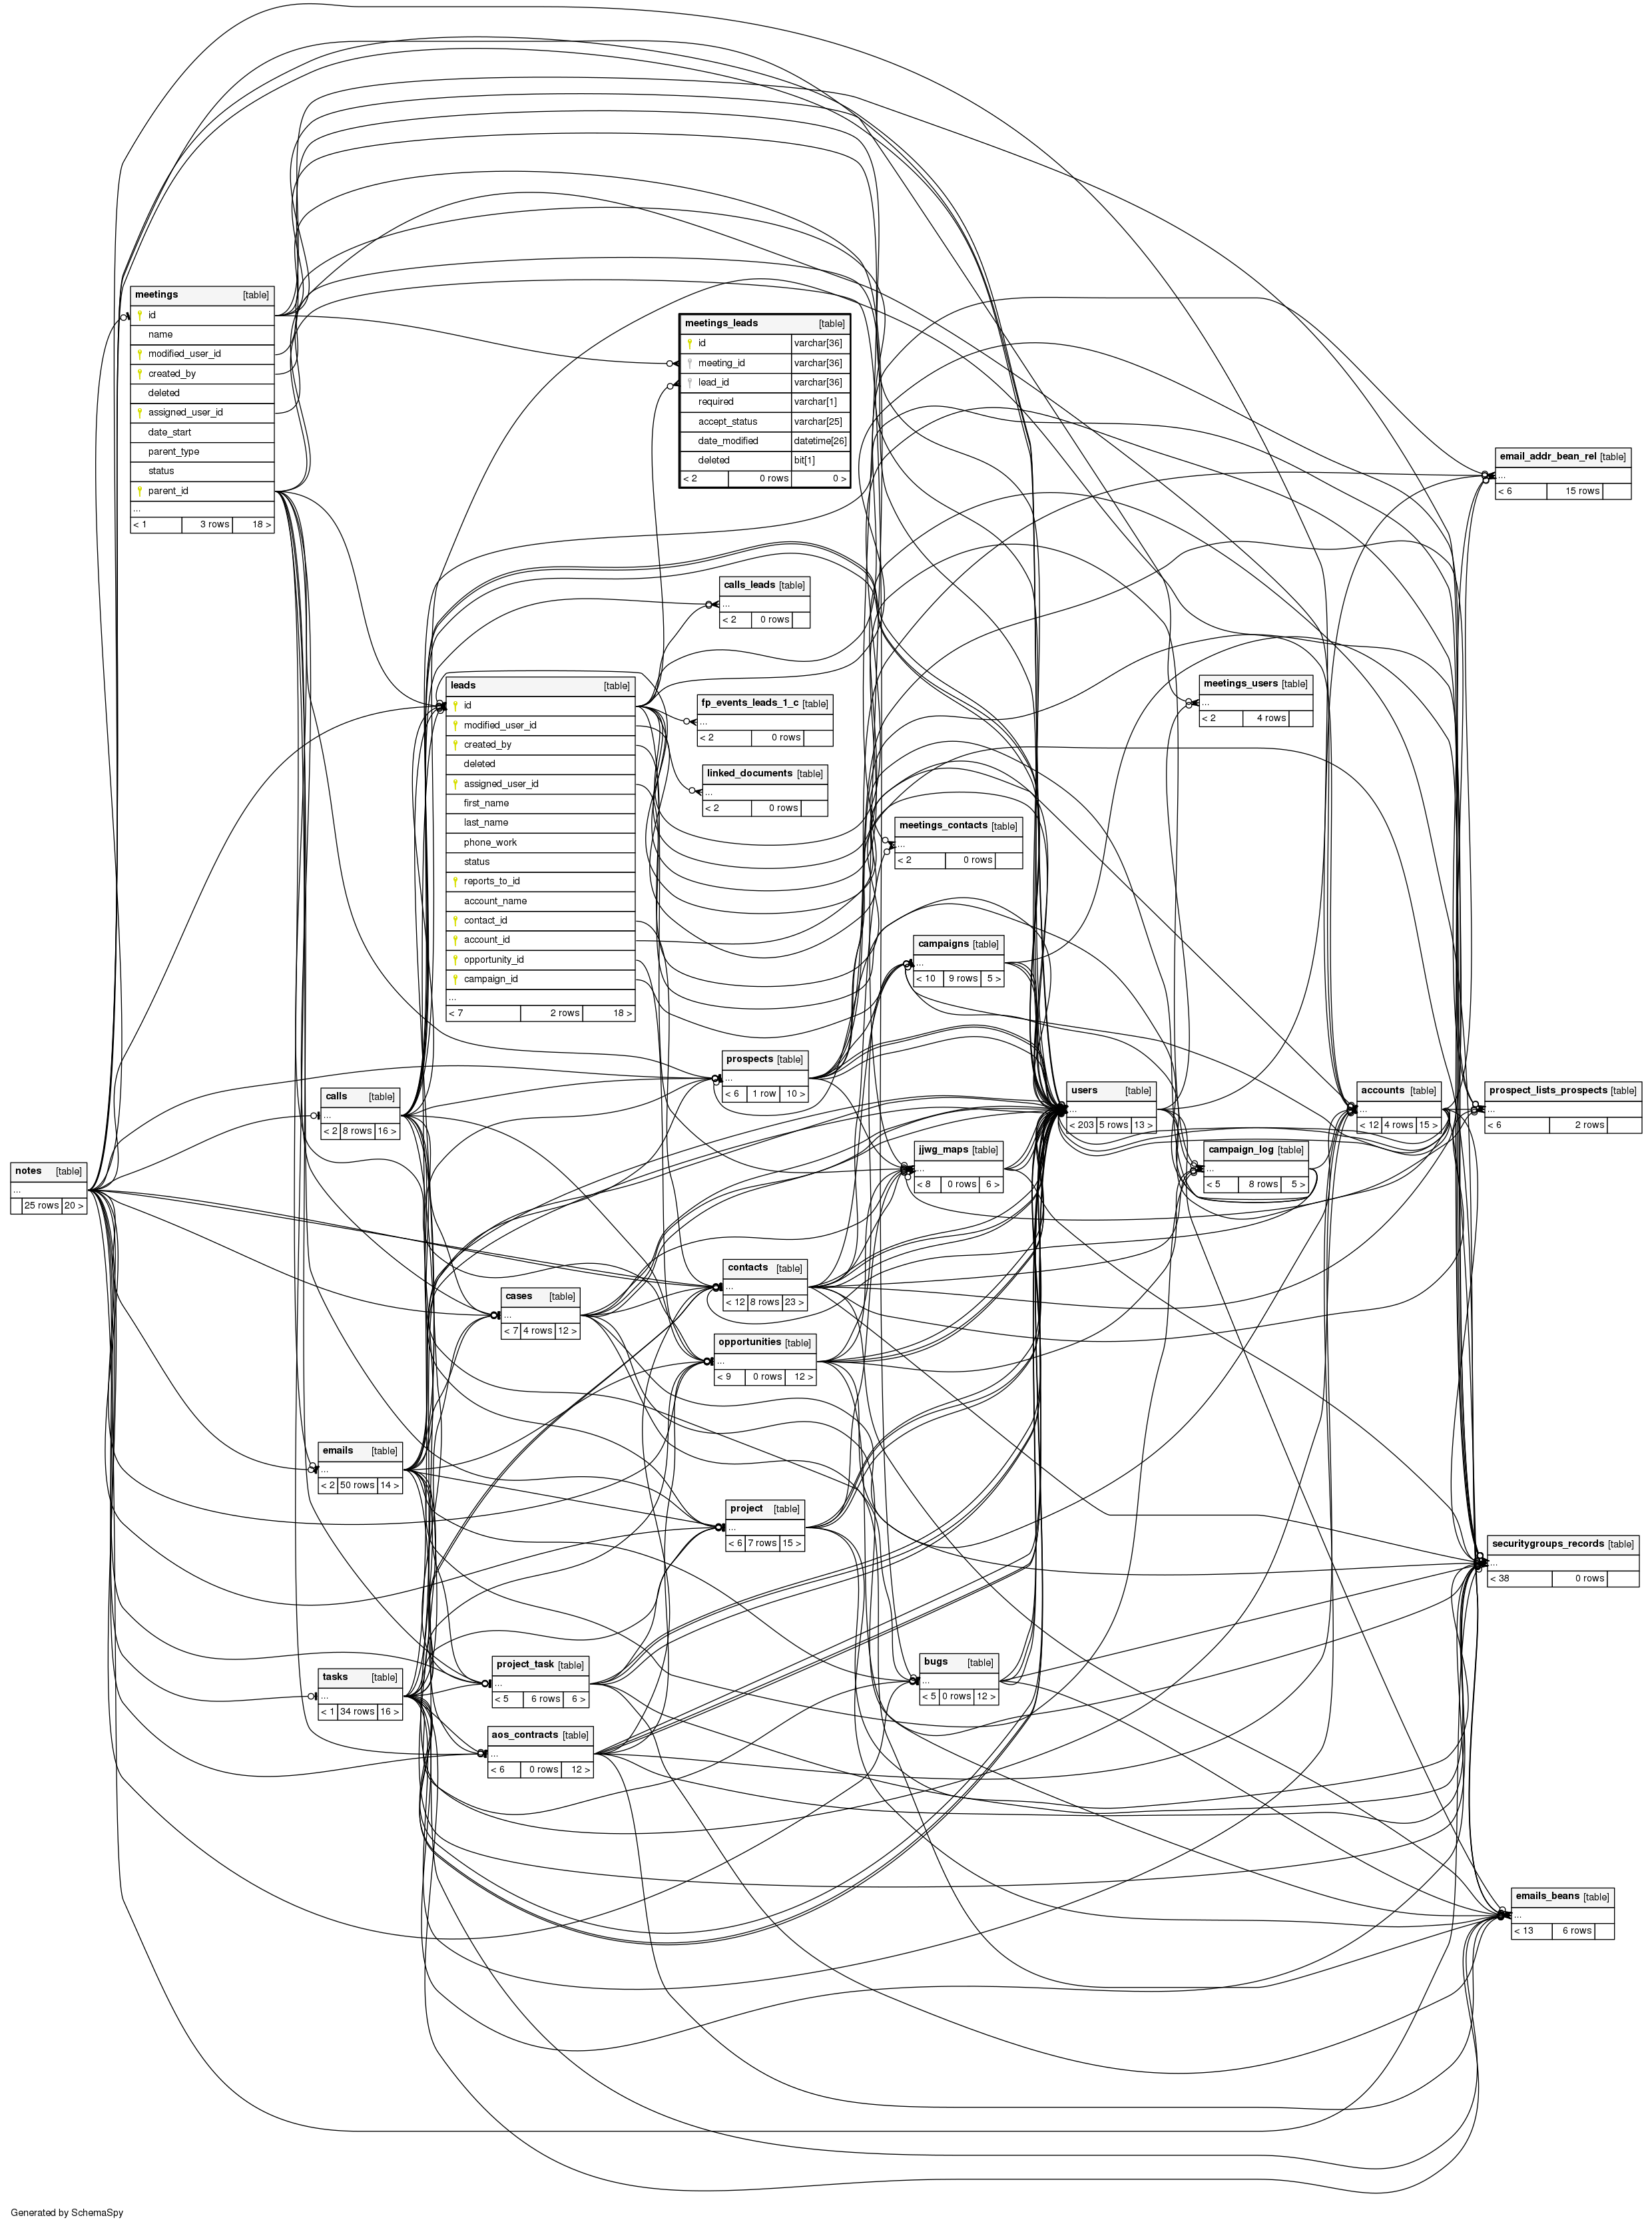 meetings [table]
id
name
modified_user_id
created_by
deleted
assigned_user_id
date_start
parent_type
status
parent_id
...
< 1 3 rows 18 >
meetings_leads [table]
id varchar[36]
meeting_id varchar[36]
lead_id varchar[36]
required varchar[1]
accept_status varchar[25]
date_modified datetime[26]
deleted bit[1]
< 2 0 rows 0 >
email_addr_bean_rel [table]
...
< 6 15 rows
calls_leads [table]
...
< 2 0 rows
leads [table]
id
modified_user_id
created_by
deleted
assigned_user_id
first_name
last_name
phone_work
status
reports_to_id
account_name
contact_id
account_id
opportunity_id
campaign_id
...
< 7 2 rows 18 >
fp_events_leads_1_c [table]
...
< 2 0 rows
meetings_users [table]
...
< 2 4 rows
linked_documents [table]
...
< 2 0 rows
meetings_contacts [table]
...
< 2 0 rows
campaigns [table]
...
< 10 9 rows 5 >
prospects [table]
...
< 6 1 row 10 >
calls [table]
...
< 2 8 rows 16 >
users [table]
...
< 203 5 rows 13 >
accounts [table]
...
< 12 4 rows 15 >
prospect_lists_prospects [table]
...
< 6 2 rows
notes [table]
...
25 rows 20 >
jjwg_maps [table]
...
< 8 0 rows 6 >
campaign_log [table]
...
< 5 8 rows 5 >
contacts [table]
...
< 12 8 rows 23 >
cases [table]
...
< 7 4 rows 12 >
opportunities [table]
...
< 9 0 rows 12 >
emails [table]
...
< 2 50 rows 14 >
project [table]
...
< 6 7 rows 15 >
securitygroups_records [table]
...
< 38 0 rows
project_task [table]
...
< 5 6 rows 6 >
tasks [table]
...
< 1 34 rows 16 >
bugs [table]
...
< 5 0 rows 12 >
aos_contracts [table]
...
< 6 0 rows 12 >
emails_beans [table]
...
< 13 6 rows
Generated by SchemaSpy